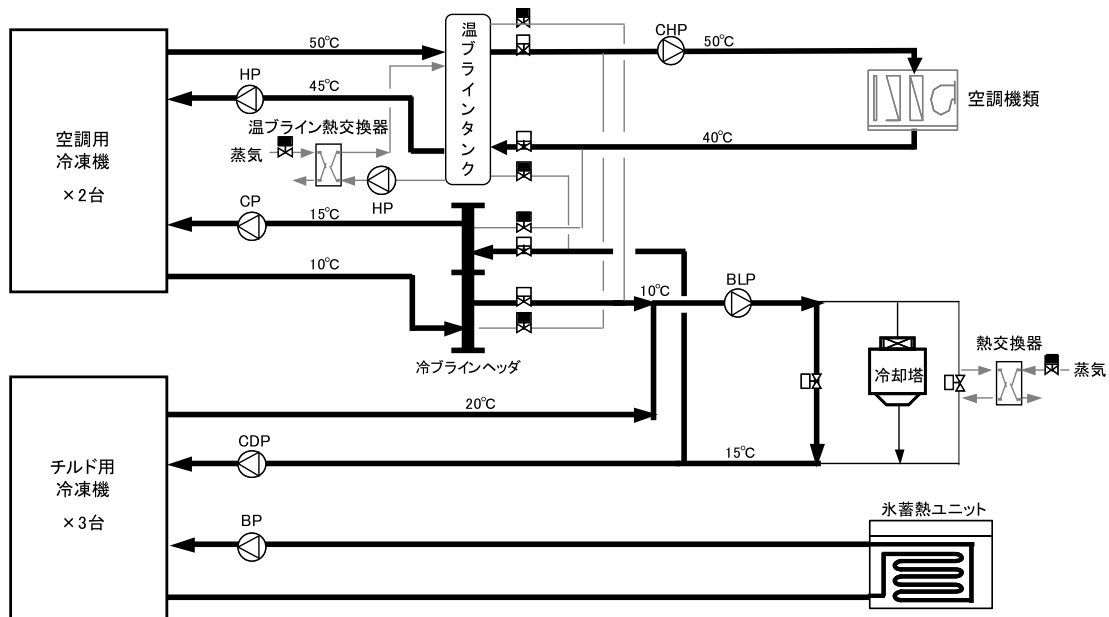 50℃
温ブラインタンク
CHP
50℃
HP
45℃
空調機類
空調用
冷凍機
×2台
温ブライン熱交換器
蒸気
40℃
HP
CP
15℃
10℃
10℃
BLP
冷ブラインヘッダ
熱交換器
冷却塔
蒸気
20℃
CDP
15℃
チルド用
冷凍機
×3台
BP
氷蓄熱ユニット